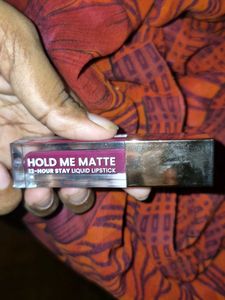 HOLD ME MATTE
12-HOUR STAY LIQUID LIPSTICK